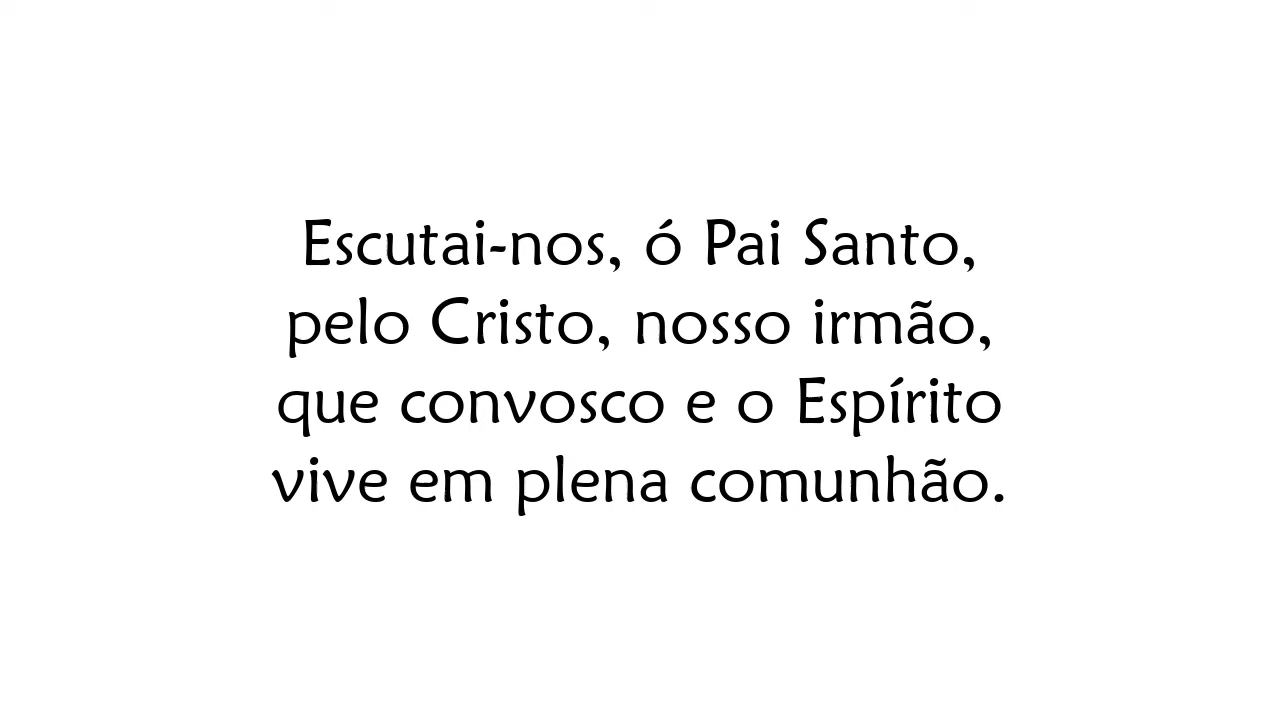 Escutai-nos, ó Pai Santo,
pelo Cristo, nosso irmão,
que convosco e o Espírito
vive em plena comunhão.